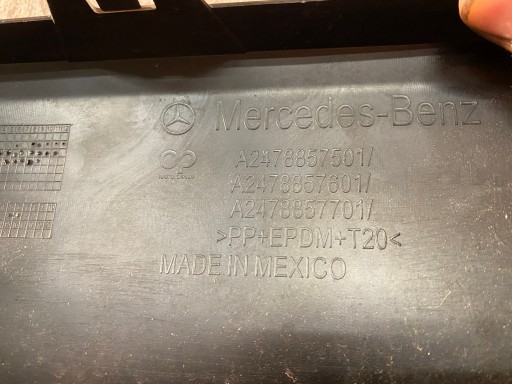 Mercedes-Benz
A2478857501/
A2478857601/
A2478857701/
>PP+EPDM+T20<
MADE IN MEXICO